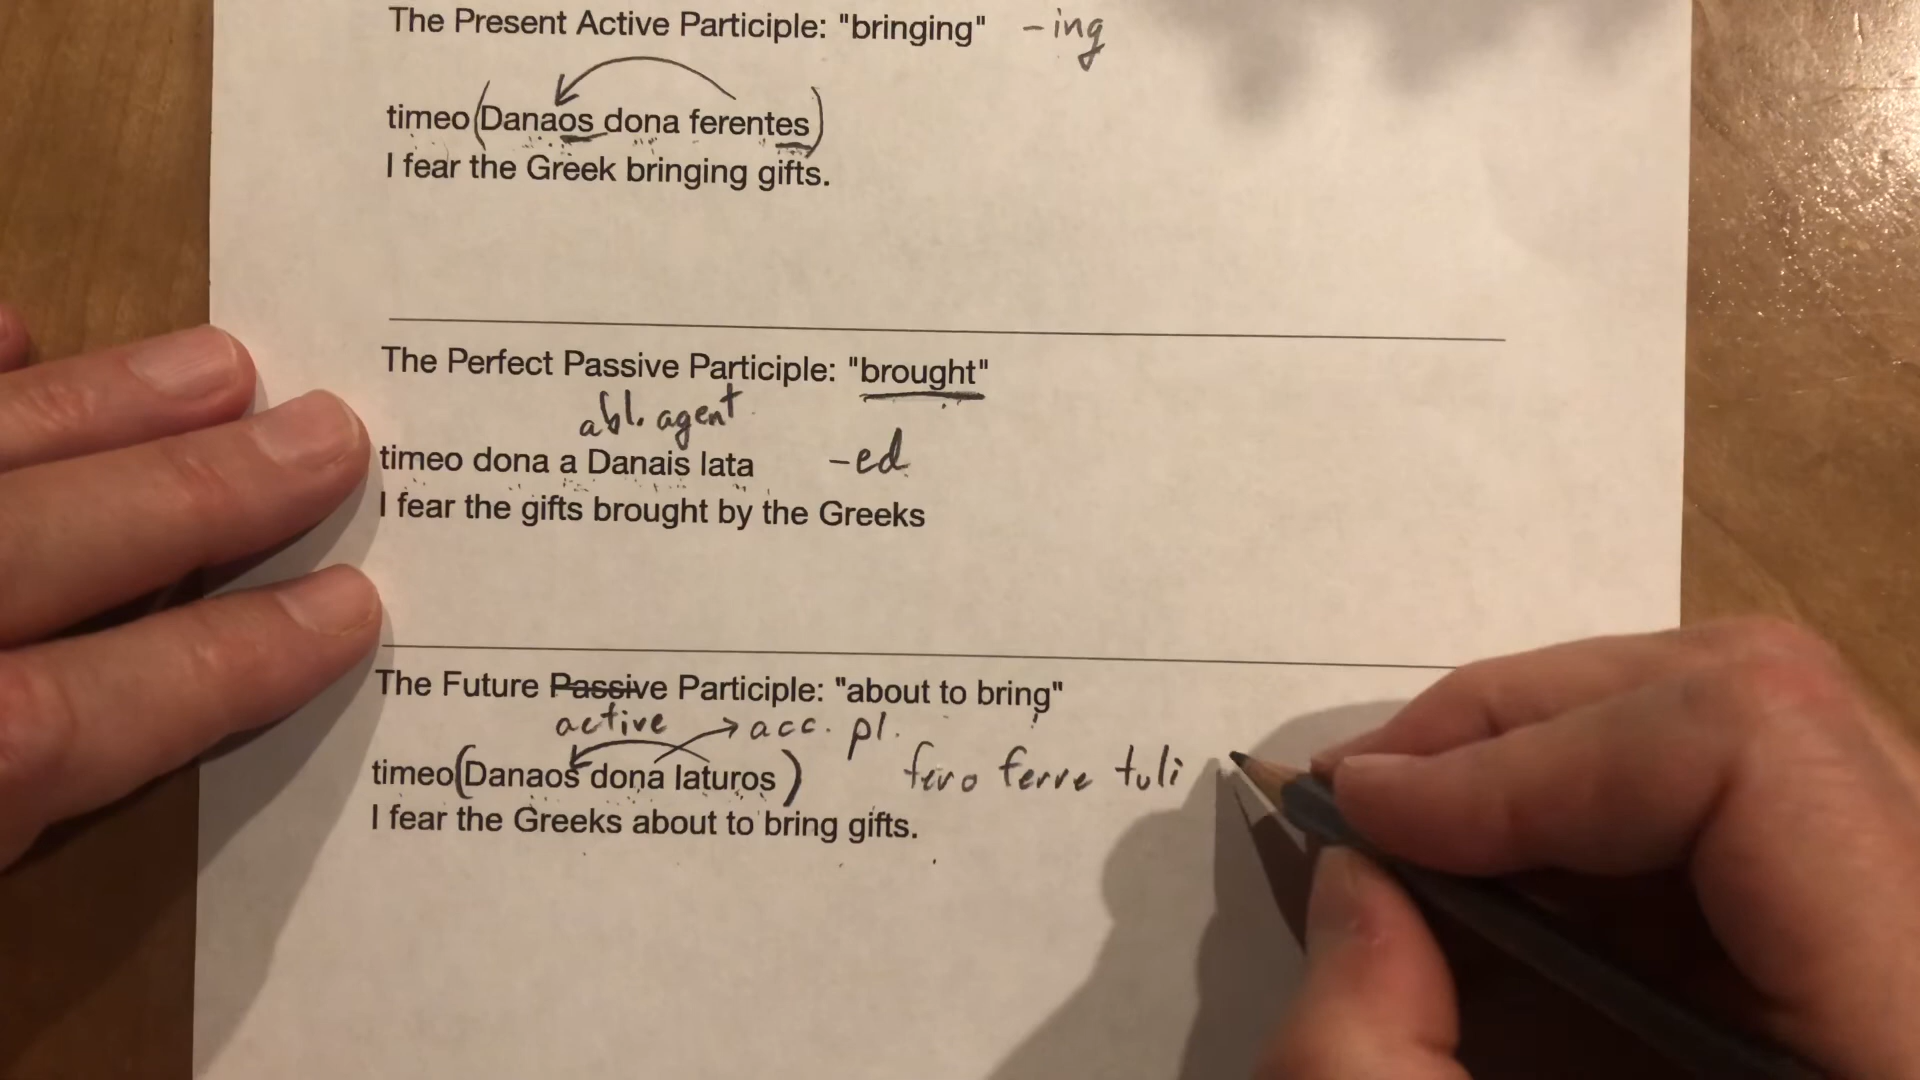 The Present Active Participle: "bringing" -ing
timeo (Danaos dona ferentes)
I fear the Greek bringing gifts.
The Perfect Passive Participle: "brought"
abl. agent
timeo dona a Danais lata -ed
I fear the gifts brought by the Greeks
The Future Passive Participle: "about to bring"
active → acc. pl.
timeo (Danaos dona laturos) fero ferre tuli
I fear the Greeks about to bring gifts.